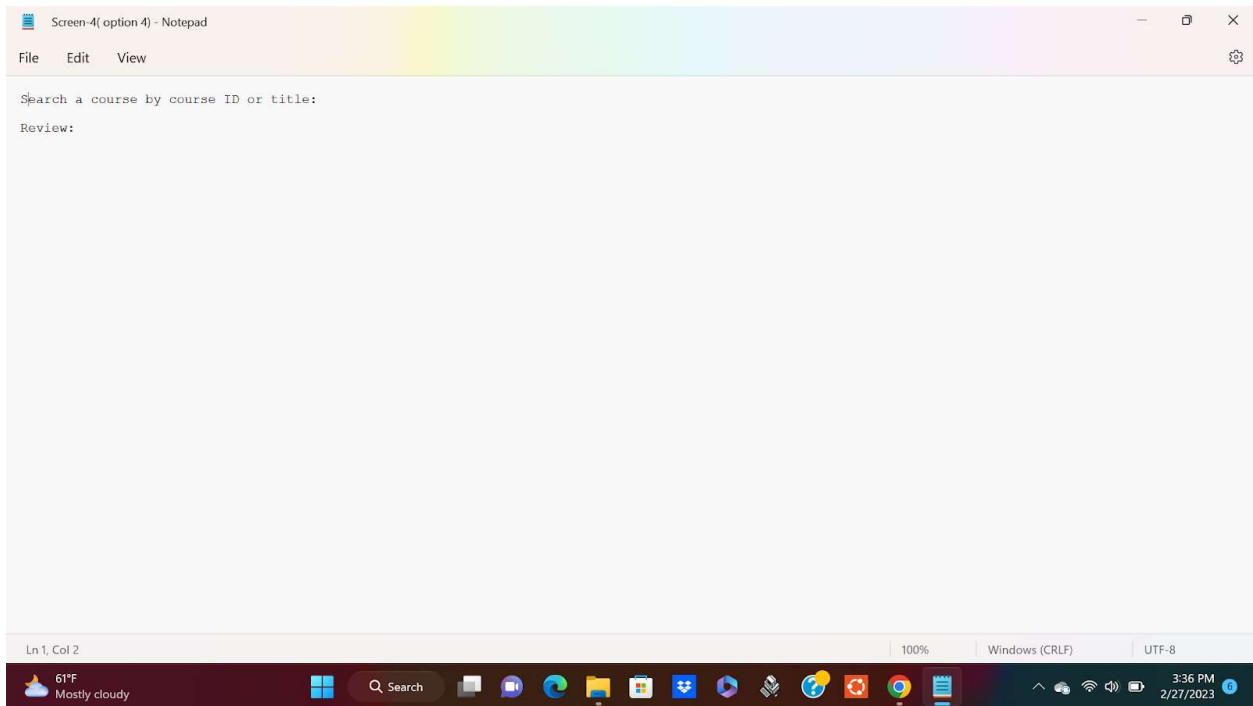 Screen-4( option 4) - Notepad
File Edit View
Search a course by course ID or title:
Review:
Ln 1, Col 2 100% Windows (CRLF) UTF-8
61°F
Mostly cloudy
Search
3:36 PM
2/27/2023
6